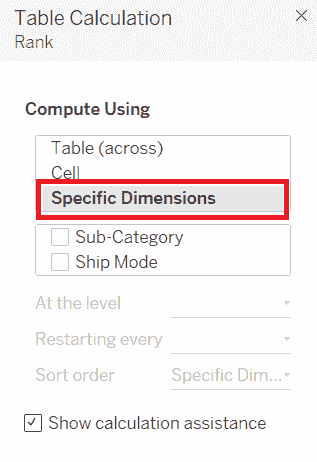 Table Calculation
Rank
Compute Using
Table (across)
Cell
Specific Dimensions
Sub-Category
Ship Mode
At the level
Restarting every
Sort order Specific Dim...
Show calculation assistance